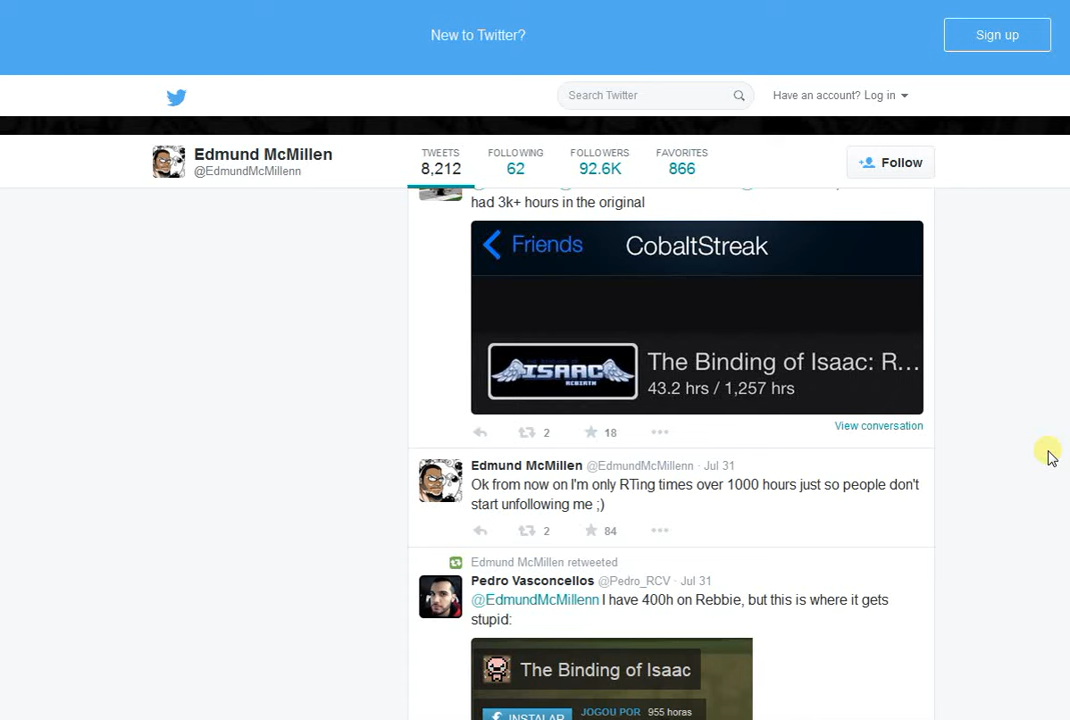 New to Twitter?
Sign up
Search Twitter
Have an account? Log in
Edmund McMillen
@EdmundMcMillenn
TWEETS
8,212
FOLLOWING
62
FOLLOWERS
92.6K
FAVORITES
866
Follow
had 3k+ hours in the original
Friends
CobaltStreak
ISAAC
REBIRTH
The Binding of Isaac: R...
43.2 hrs / 1,257 hrs
2
18
View conversation
Edmund McMillen @EdmundMcMillenn · Jul 31
Ok from now on I'm only RTing times over 1000 hours just so people don't
start unfollowing me ;)
2
84
Edmund McMillen retweeted
Pedro Vasconcellos @Pedro_RCV · Jul 31
@EdmundMcMillenn I have 400h on Rebbie, but this is where it gets
stupid:
The Binding of Isaac
INSTALAR
JOGOU POR 955 horas